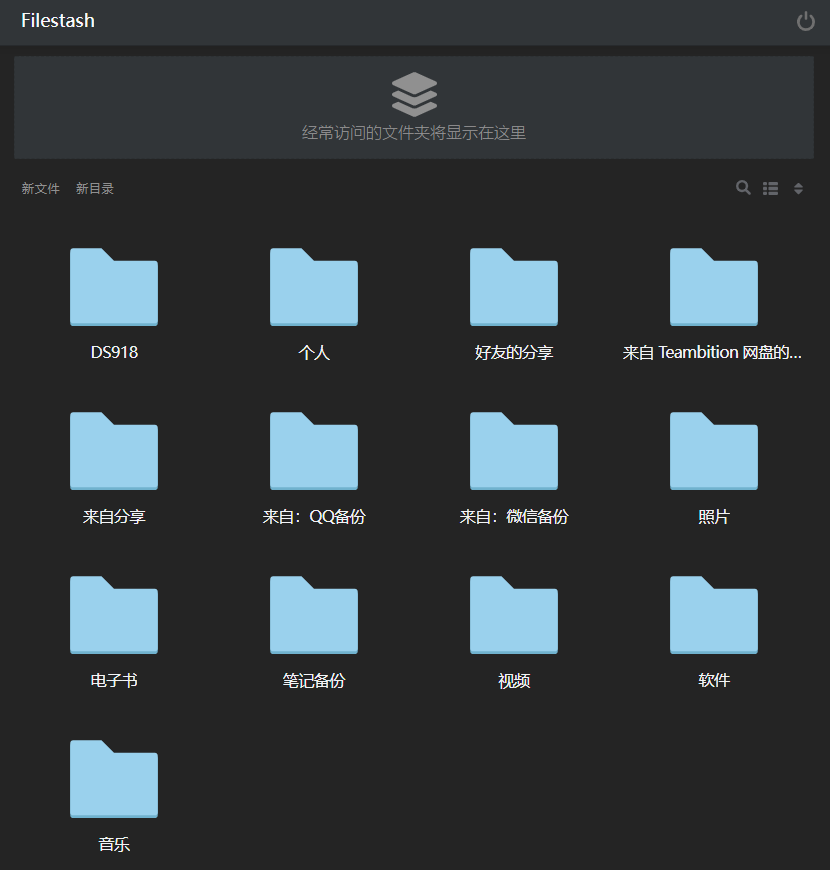 Filestash
经常访问的文件夹将显示在这里
新文件 新目录
DS918 个人 好友的分享 来自 Teambition 网盘的...
来自分享 来自：QQ备份 来自：微信备份 照片
电子书 笔记备份 视频 软件
音乐